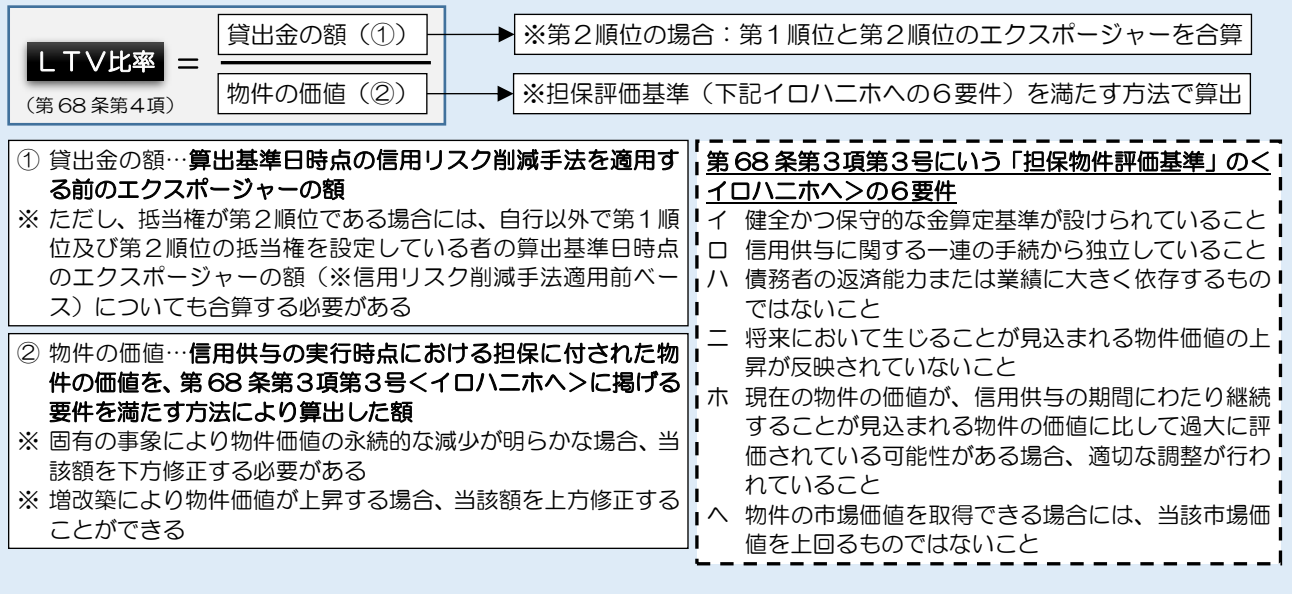 貸出金の額（①）
※第２順位の場合：第１順位と第２順位のエクスポージャーを合算
ＬＴＶ比率
＝
（第68条第４項）
物件の価値（②）
※担保評価基準（下記イロハニホヘの６要件）を満たす方法で算出
① 貸出金の額…算出基準日時点の信用リスク削減手法を適用す
る前のエクスポージャーの額
※ ただし、抵当権が第２順位である場合には、自行以外で第１順
位及び第２順位の抵当権を設定している者の算出基準日時点
のエクスポージャーの額（※信用リスク削減手法適用前ベー
ス）についても合算する必要がある
② 物件の価値…信用供与の実行時点における担保に付された物
件の価値を、第68条第３項第３号＜イロハニホヘ＞に掲げる
要件を満たす方法により算出した額
※ 固有の事象により物件価値の永続的な減少が明らかな場合、当
該額を下方修正する必要がある
※ 増改築により物件価値が上昇する場合、当該額を上方修正する
ことができる
第68条第３項第３号にいう「担保物件評価基準」の＜
イロハニホヘ＞の６要件
イ 健全かつ保守的な金算定基準が設けられていること
ロ 信用供与に関する一連の手続から独立していること
ハ 債務者の返済能力または業績に大きく依存するもの
ではないこと
ニ 将来において生じることが見込まれる物件価値の上
昇が反映されていないこと
ホ 現在の物件の価値が、信用供与の期間にわたり継続
することが見込まれる物件の価値に比して過大に評
価されている可能性がある場合、適切な調整が行わ
れていること
ヘ 物件の市場価値を取得できる場合には、当該市場価
値を上回るものではないこと